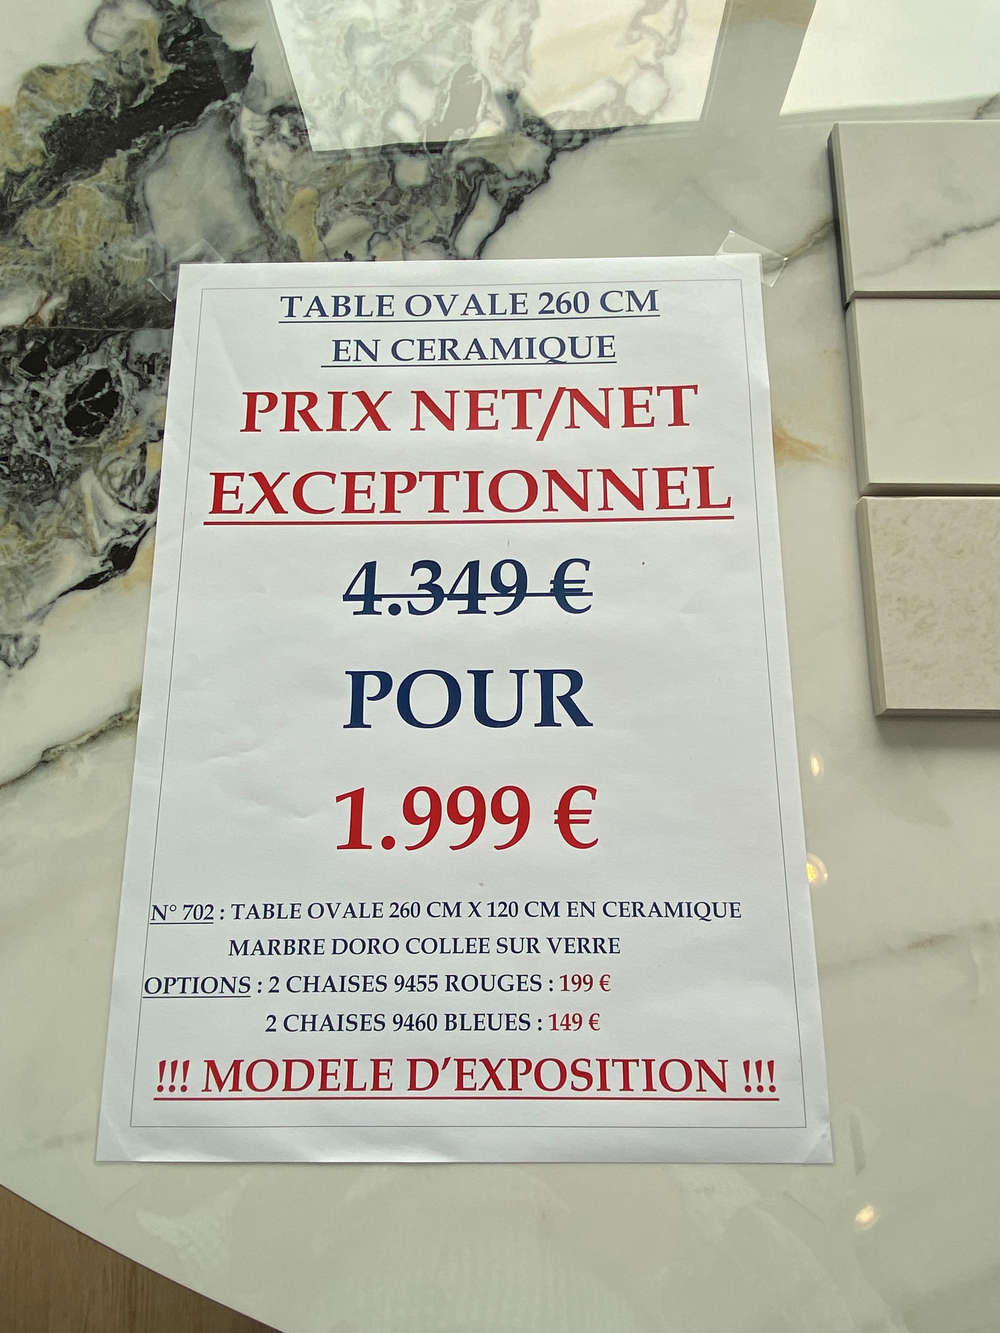 TABLE OVALE 260 CM
EN CERAMIQUE
PRIX NET/NET
EXCEPTIONNEL
4.349 €
POUR
1.999 €
N° 702 : TABLE OVALE 260 CM X 120 CM EN CERAMIQUE
MARBRE DORO COLLEE SUR VERRE
OPTIONS : 2 CHAISES 9455 ROUGES : 199 €
2 CHAISES 9460 BLEUES : 149 €
!!! MODELE D'EXPOSITION !!!